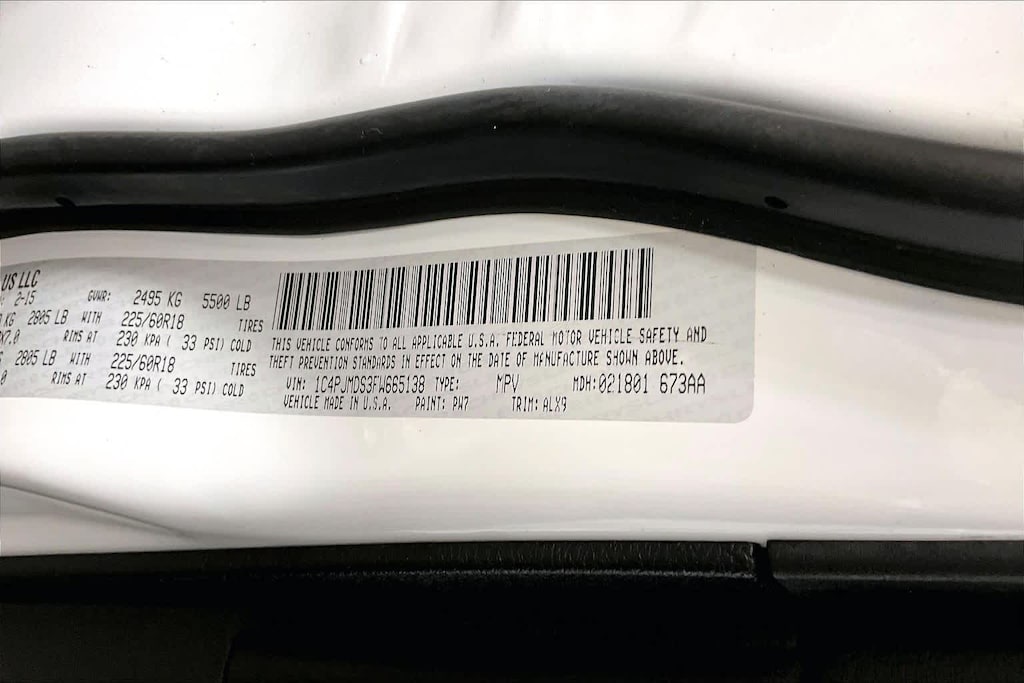 US LLC
2-15 GVWR: 2495 KG 5500 LB
KG 2805 LB WITH 225/60R18 TIRES
X7.0 RIMS AT 230 KPA ( 33 PSI) COLD
2805 LB WITH 225/60R18 TIRES
RIMS AT 230 KPA ( 33 PSI) COLD
THIS VEHICLE CONFORMS TO ALL APPLICABLE U.S.A. FEDERAL MOTOR VEHICLE SAFETY AND
THEFT PREVENTION STANDARDS IN EFFECT ON THE DATE OF MANUFACTURE SHOWN ABOVE.
VIN: 1C4PJMDS3FW665138 TYPE: MPV MDH:021801 673AA
VEHICLE MADE IN U.S.A. PAINT: PW7 TRIM: ALX9